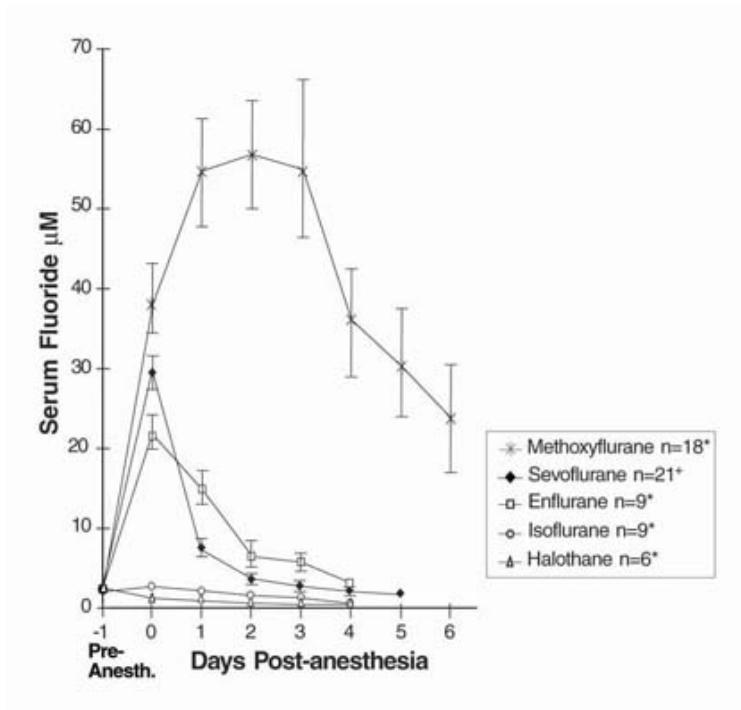 70
60
50
40
30
20
10
0
Serum Fluoride µM
-1 0 1 2 3 4 5 6
Pre-
Anesth.
Days Post-anesthesia
Methoxyflurane n=18*
Sevoflurane n=21+
Enflurane n=9*
Isoflurane n=9*
Halothane n=6*